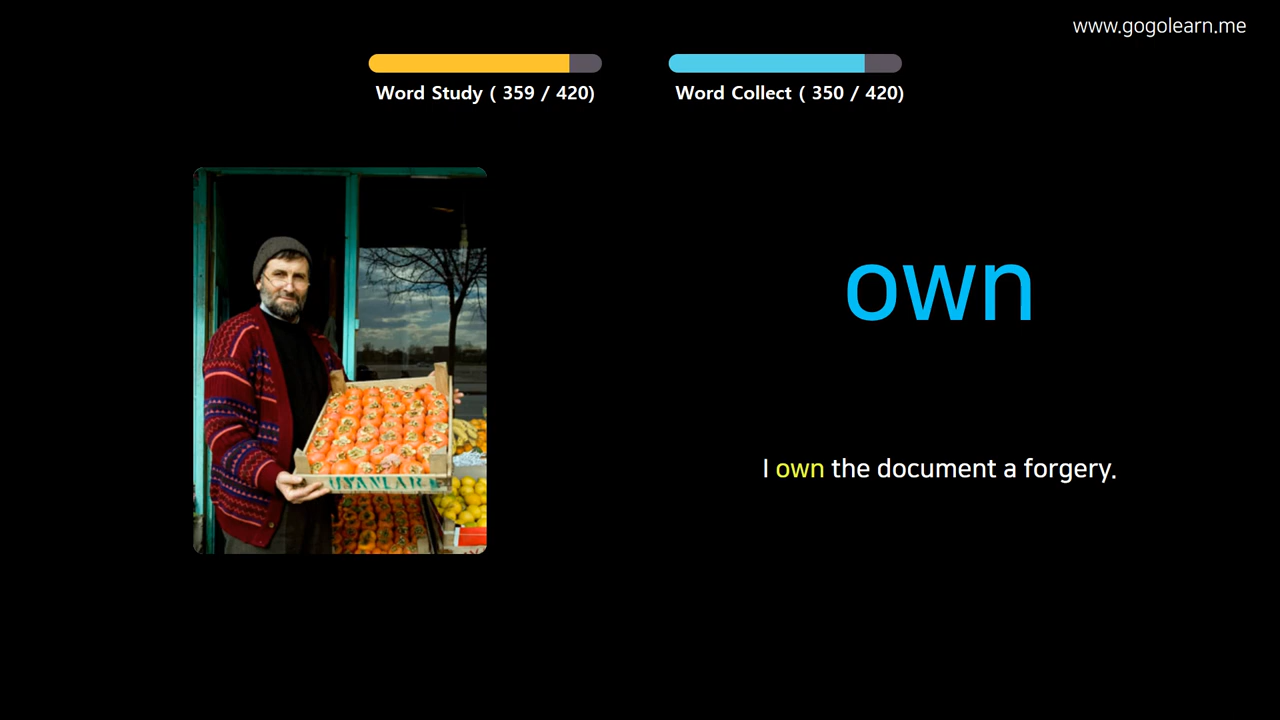 www.gogolearn.me
Word Study ( 359 / 420)
Word Collect ( 350 / 420)
own
I own the document a forgery.